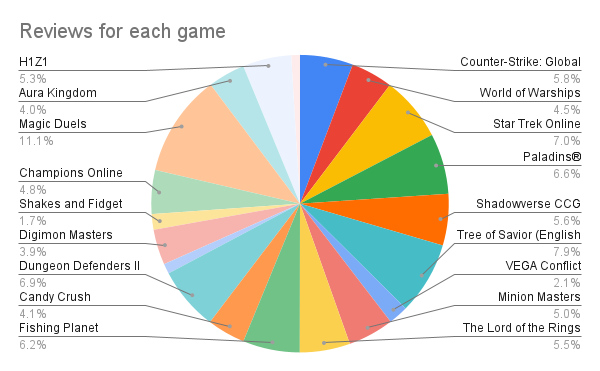 Reviews for each game
H1Z1
5.3%
Aura Kingdom
4.0%
Magic Duels
11.1%
Champions Online
4.8%
Shakes and Fidget
1.7%
Digimon Masters
3.9%
Dungeon Defenders II
6.9%
Candy Crush
4.1%
Fishing Planet
6.2%
Counter-Strike: Global
5.8%
World of Warships
4.5%
Star Trek Online
7.0%
Paladins®
6.6%
Shadowverse CCG
5.6%
Tree of Savior (English
7.9%
VEGA Conflict
2.1%
Minion Masters
5.0%
The Lord of the Rings
5.5%